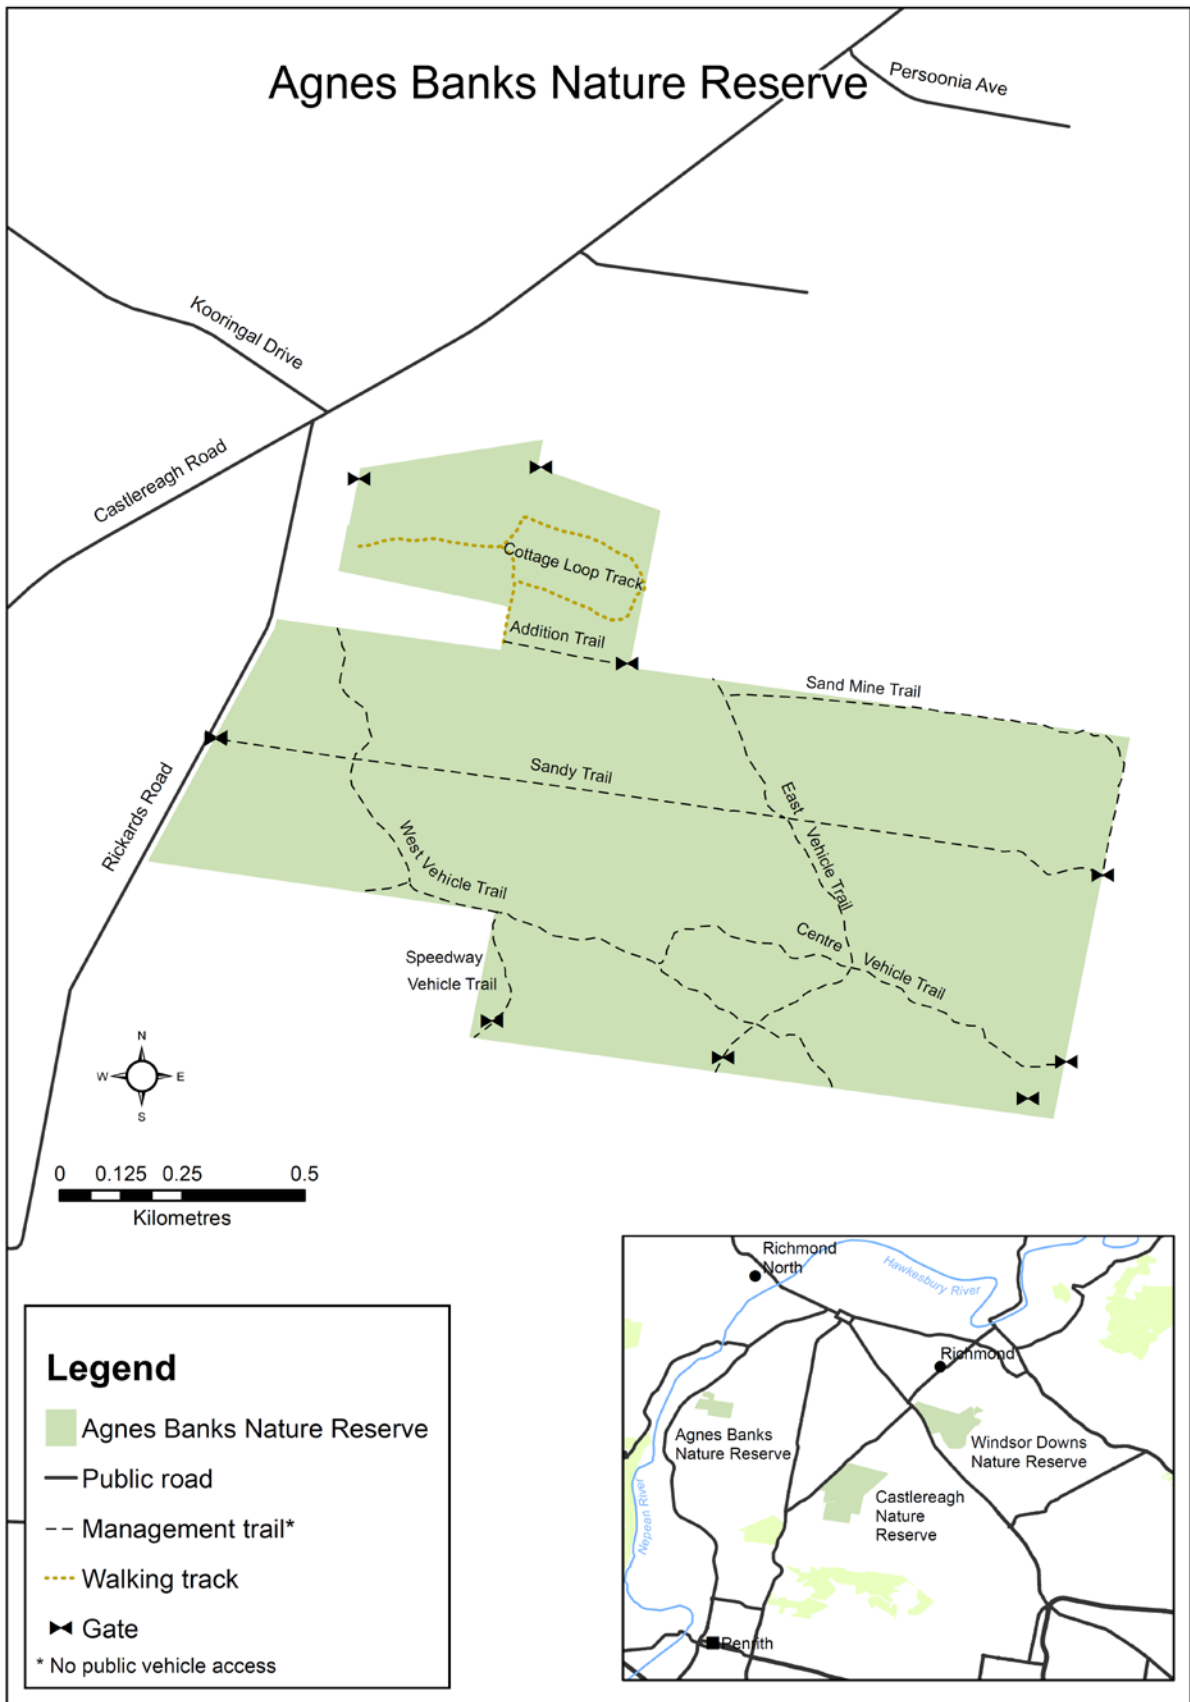 Agnes Banks Nature Reserve
Persoonia Ave
Kooringal Drive
Castlereagh Road
Cottage Loop Track
Addition Trail
Sand Mine Trail
Sandy Trail
Rickards Road
East Vehicle Trail
West Vehicle Trail
Centre Vehicle Trail
Speedway
Vehicle Trail
N
W E
S
0 0.125 0.25 0.5
Kilometres
Legend
Agnes Banks Nature Reserve
Public road
Management trail*
Walking track
Gate
* No public vehicle access
Richmond
North
Hawkesbury River
Richmond
Agnes Banks
Nature Reserve
Windsor Downs
Nature Reserve
Castlereagh
Nature
Reserve
Nepean River
Penrith